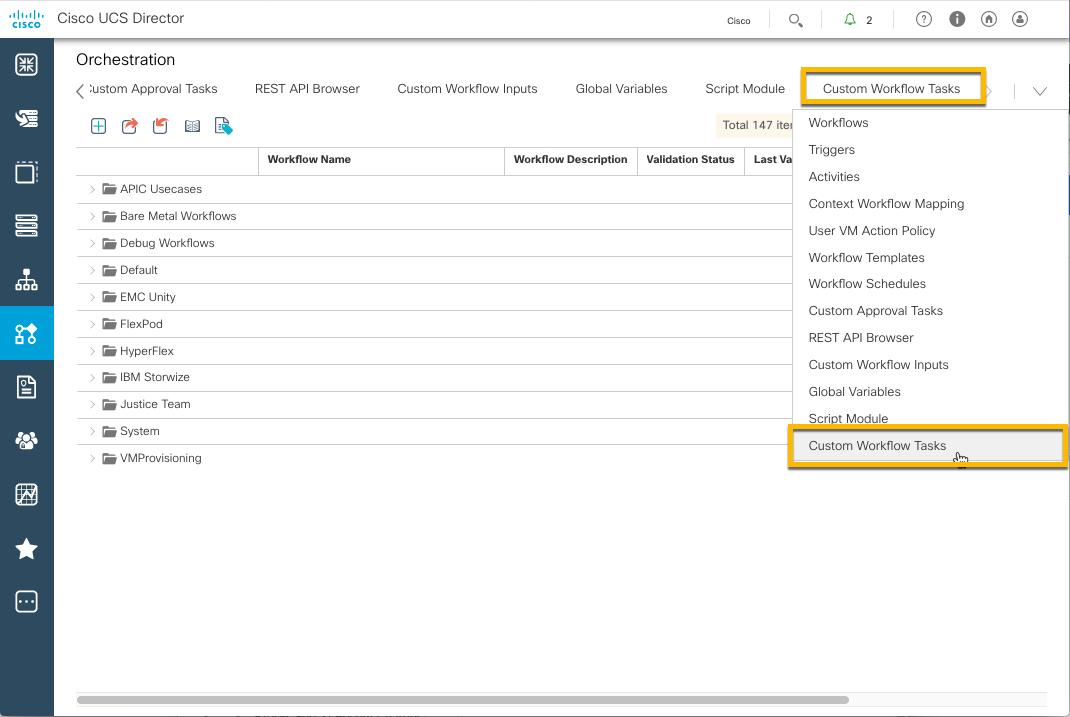 CISCO
Cisco UCS Director
Cisco
2
Orchestration
Custom Approval Tasks
REST API Browser
Custom Workflow Inputs
Global Variables
Script Module
Custom Workflow Tasks
Total 147
Workflow Name
Workflow Description
Validation Status
Last Va
APIC Usecases
Bare Metal Workflows
Debug Workflows
Default
EMC Unity
FlexPod
HyperFlex
IBM Storwize
Justice Team
System
VMProvisioning
Workflows
Triggers
Activities
Context Workflow Mapping
User VM Action Policy
Workflow Templates
Workflow Schedules
Custom Approval Tasks
REST API Browser
Custom Workflow Inputs
Global Variables
Script Module
Custom Workflow Tasks